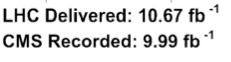 LHC Delivered: 10.67 fb⁻¹
CMS Recorded: 9.99 fb⁻¹